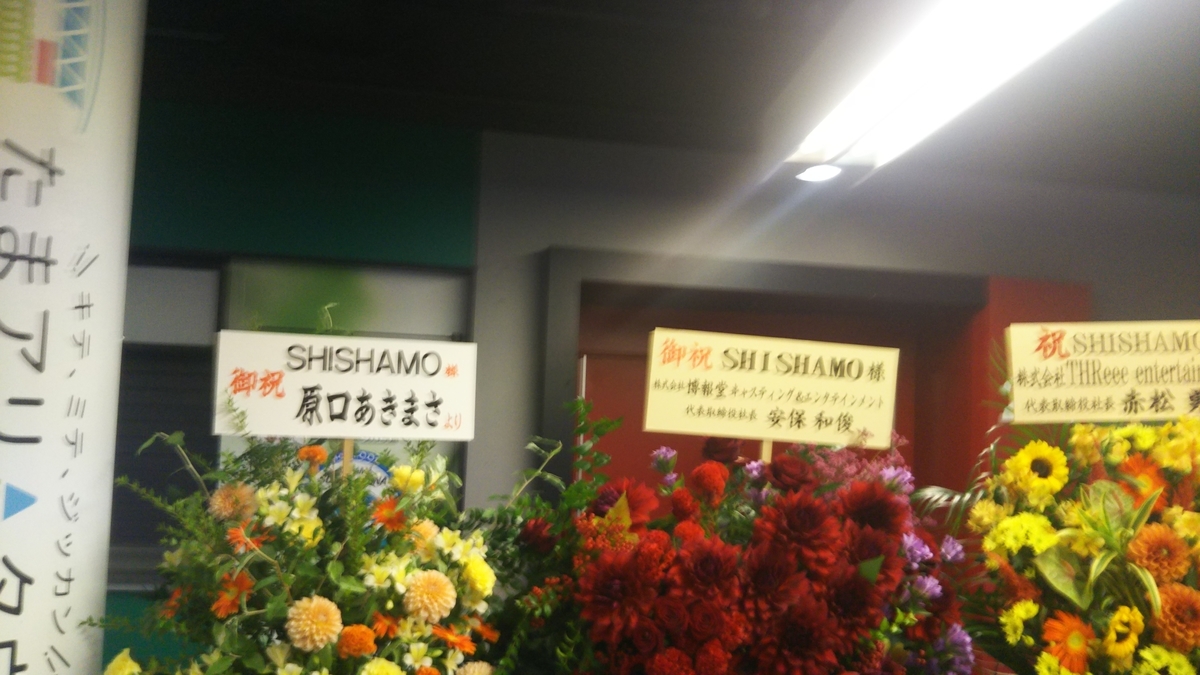 たまアリ▲タウ
キテ、ミテ、ジッカン!!
SHISHAMO様
御祝
原口あきまさより
御祝 SHISHAMO様
株式会社 博報堂キャスティング&エンタテインメント
代表取締役社長 安保 和俊
祝 SHISHAMO
株式会社THReee entertai
代表取締役社長 赤松